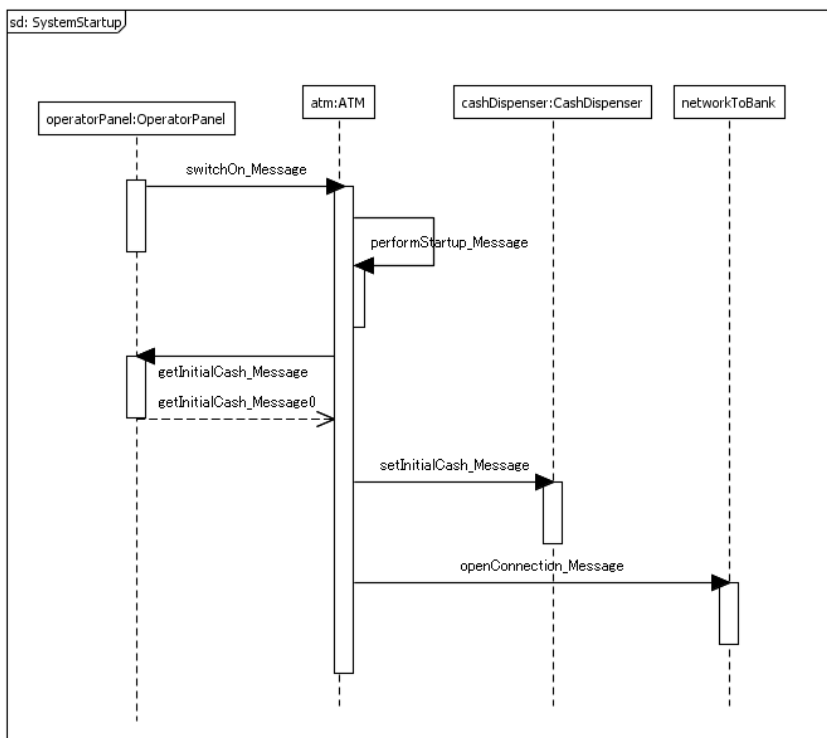 sd: SystemStartup
operatorPanel:OperatorPanel
atm:ATM
cashDispenser:CashDispenser
networkToBank
switchOn_Message
performStartup_Message
getInitialCash_Message
getInitialCash_Message0
setInitialCash_Message
openConnection_Message